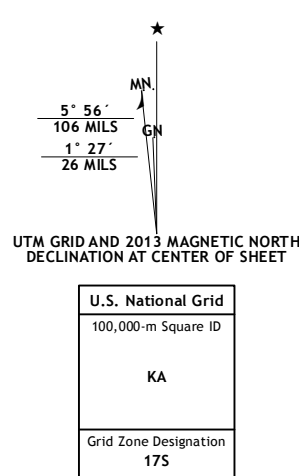 MN.
5° 56´
106 MILS
GN
1° 27´
26 MILS
UTM GRID AND 2013 MAGNETIC NORTH
DECLINATION AT CENTER OF SHEET
U.S. National Grid
100,000-m Square ID
KA
Grid Zone Designation
17S